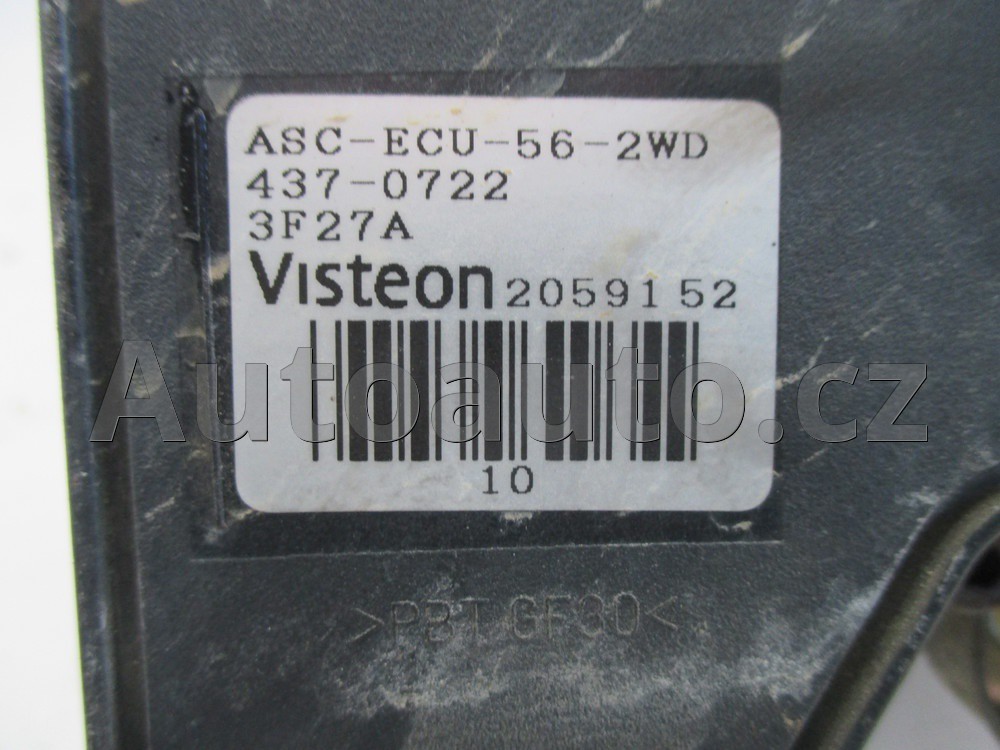 ASC-ECU-56-2WD
437-0722
3F27A
Visteon 2059152
Autoauto.cz
10
>PBT GF30<